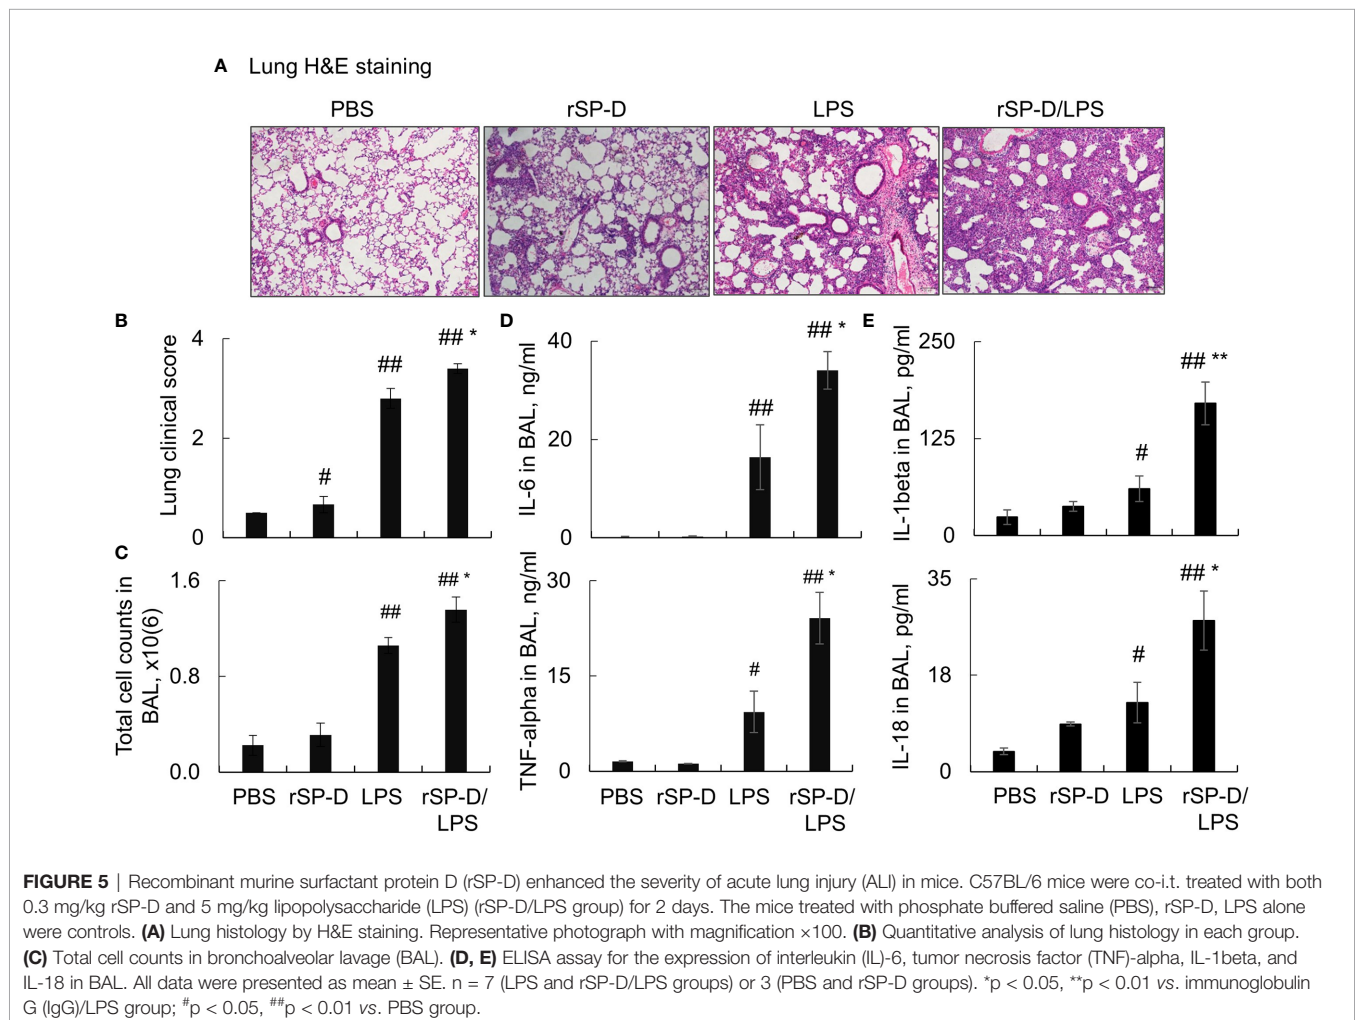 A Lung H&E staining
PBS rSP-D LPS rSP-D/LPS
B
Lung clinical score
4
2
0
#
##
## *
C
Total cell counts in
BAL, x10(6)
1.6
0.8
0.0
##
## *
PBS rSP-D LPS rSP-D/
LPS
D
IL-6 in BAL, ng/ml
40
20
0
##
## *
TNF-alpha in BAL, ng/ml
30
15
0
#
## *
PBS rSP-D LPS rSP-D/
LPS
E
IL-1beta in BAL, pg/ml
250
125
0
#
## **
IL-18 in BAL, pg/ml
35
18
0
#
## *
PBS rSP-D LPS rSP-D/
LPS
FIGURE 5 | Recombinant murine surfactant protein D (rSP-D) enhanced the severity of acute lung injury (ALI) in mice. C57BL/6 mice were co-i.t. treated with both
0.3 mg/kg rSP-D and 5 mg/kg lipopolysaccharide (LPS) (rSP-D/LPS group) for 2 days. The mice treated with phosphate buffered saline (PBS), rSP-D, LPS alone
were controls. (A) Lung histology by H&E staining. Representative photograph with magnification ×100. (B) Quantitative analysis of lung histology in each group.
(C) Total cell counts in bronchoalveolar lavage (BAL). (D, E) ELISA assay for the expression of interleukin (IL)-6, tumor necrosis factor (TNF)-alpha, IL-1beta, and
IL-18 in BAL. All data were presented as mean ± SE. n = 7 (LPS and rSP-D/LPS groups) or 3 (PBS and rSP-D groups). *p < 0.05, **p < 0.01 vs. immunoglobulin
G (IgG)/LPS group; #p < 0.05, ##p < 0.01 vs. PBS group.